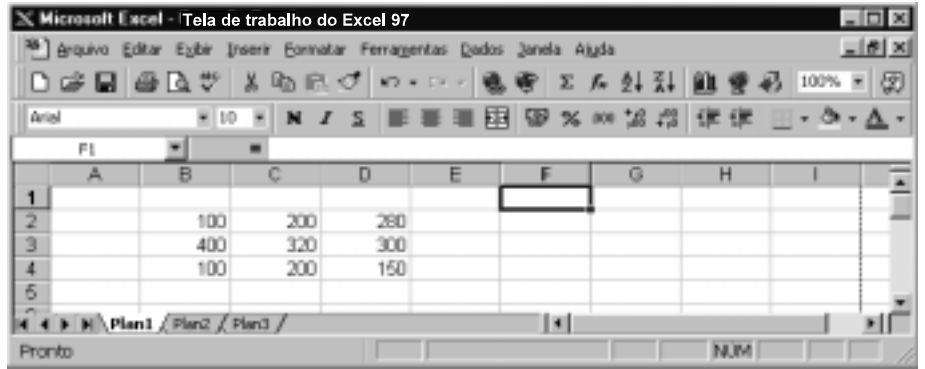 Microsoft Excel - Tela de trabalho do Excel 97
Arquivo Editar Exibir Inserir Formatar Ferramentas Dados Janela Ajuda
100%
Arial 10 N I S % 000
F1 =
A B C D E F G H I
1
2 100 200 280
3 400 320 300
4 100 200 150
5
Plan1 Plan2 Plan3
Pronto NUM